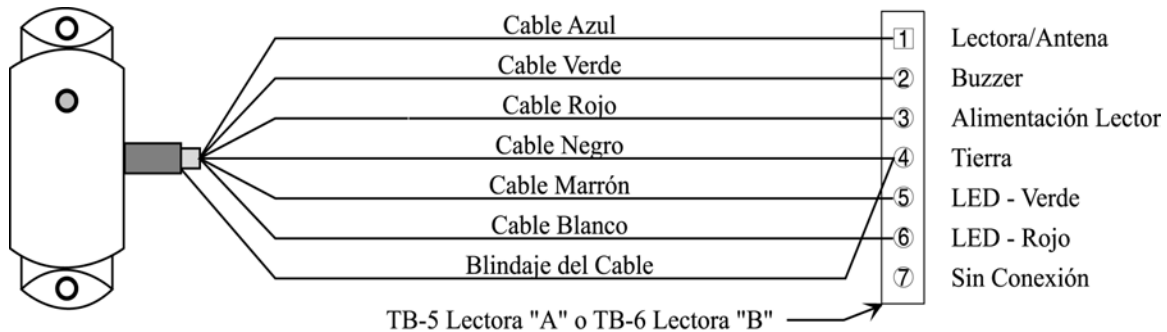 Cable Azul 1 Lectora/Antena
Cable Verde 2 Buzzer
Cable Rojo 3 Alimentación Lector
Cable Negro 4 Tierra
Cable Marrón 5 LED - Verde
Cable Blanco 6 LED - Rojo
Blindaje del Cable 7 Sin Conexión
TB-5 Lectora "A" o TB-6 Lectora "B"